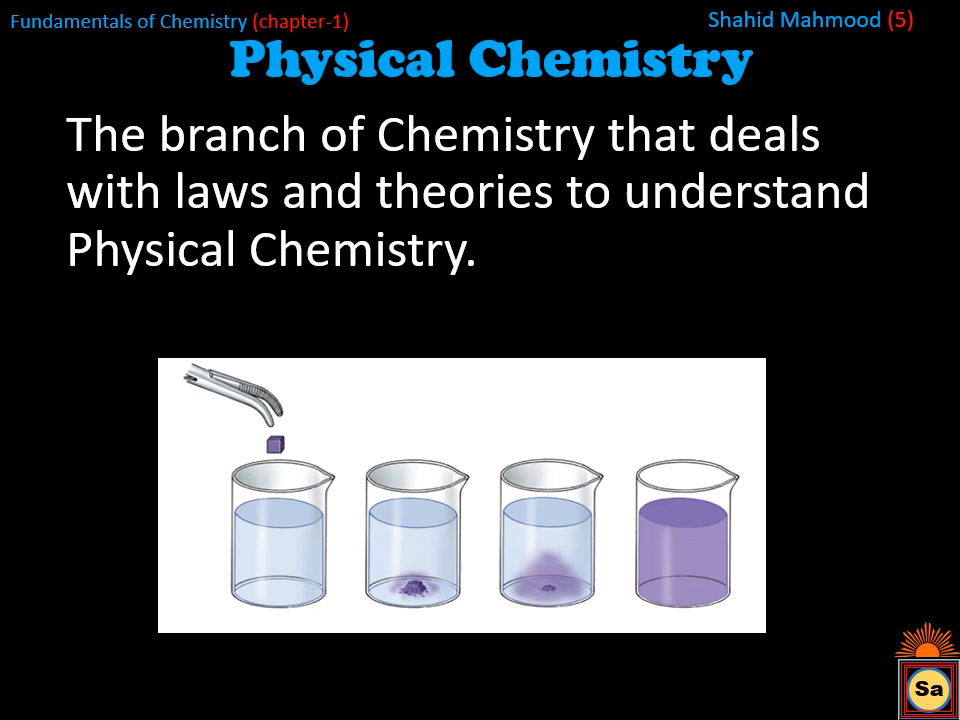 Fundamentals of Chemistry (chapter-1)
Shahid Mahmood (5)
Physical Chemistry
The branch of Chemistry that deals
with laws and theories to understand
Physical Chemistry.
Sa